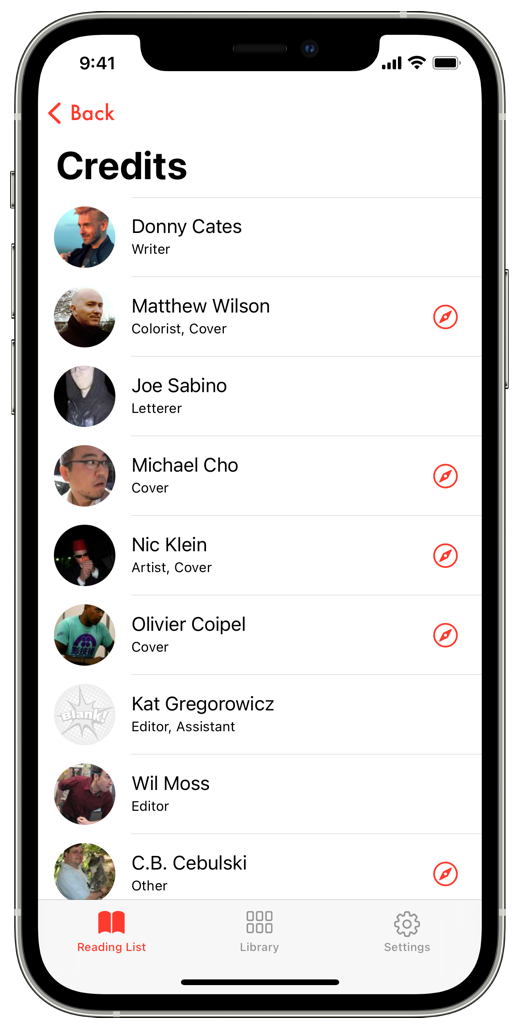 9:41
Back
Credits
Donny Cates
Writer
Matthew Wilson
Colorist, Cover
Joe Sabino
Letterer
Michael Cho
Cover
Nic Klein
Artist, Cover
Olivier Coipel
Cover
Blank!
Kat Gregorowicz
Editor, Assistant
Wil Moss
Editor
C.B. Cebulski
Other
Reading List
Library
Settings